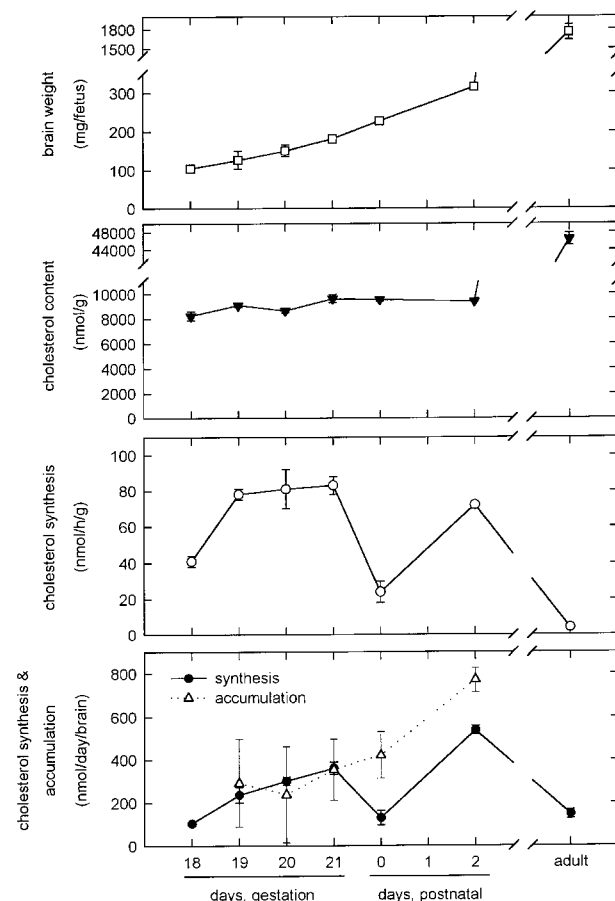 brain weight
(mg/fetus)
1800
1500
300
200
100
0
cholesterol content
(nmol/g)
48000
44000
10000
8000
6000
4000
2000
0
cholesterol synthesis
(nmol/h/g)
100
80
60
40
20
0
cholesterol synthesis &
accumulation
(nmol/day/brain)
800
600
400
200
0
synthesis
accumulation
18 19 20 21 0 1 2 adult
days, gestation days, postnatal